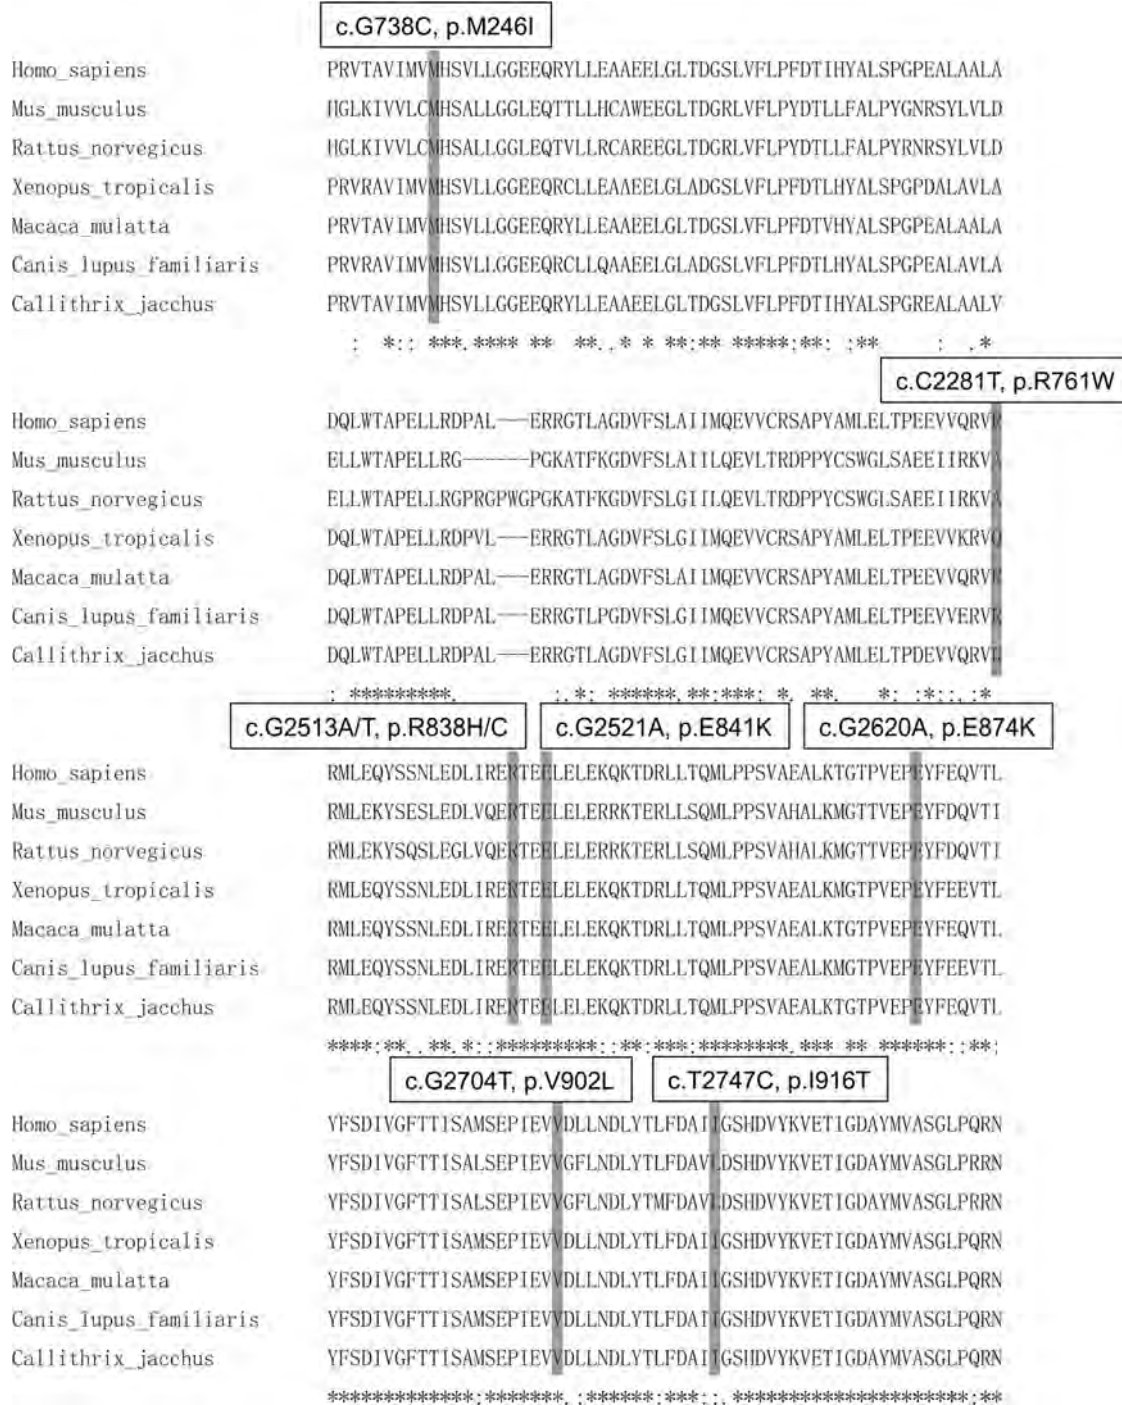 c.G738C, p.M246I
Homo_sapiens PRVTAVIMVMHSVLLGGEEQRYLLEAAEELGLTDGSLVFLPFDTIHYALSPGPEALAALA
Mus_musculus HGLKIVVLCMHSALLGGLEQTTLLHCAWEEGLTDGRLVFLPYDTLLFALPYGNRSYLVLD
Rattus_norvegicus HGLKIVVLCMHSALLGGLEQTVLLRCAREEGLTDGRLVFLPYDTLLFALPYRNRSYLVLD
Xenopus_tropicalis PRVRAVIMVMHSVLLGGEEQRCLLEAAEELGLADGSLVFLPFDTLHYALSPGPDALAVLA
Macaca_mulatta PRVTAVIMVMHSVLLGGEEQRYLLEAAEELGLTDGSLVFLPFDTVHYALSPGPEALAALA
Canis_lupus_familiaris PRVRAVIMVMHSVLLGGEEQRCLLQAAEELGLADGSLVFLPFDTLHYALSPGPEALAVLA
Callithrix_jacchus PRVTAVIMVMHSVLLGGEEQRYLLEAAEELGLTDGSLVFLPFDTIHYALSPGREALAALV
: *:: ***.**** ** **..* * **:** *****:**: :** : .*
c.C2281T, p.R761W
Homo_sapiens DQLWTAPELLRDPAL---ERRGTLAGDVFSLAIIMQEVVCRSAPYAMLELTPEEVVQRVR
Mus_musculus ELLWTAPELLRG------PGKATFKGDVFSLAIILQEVLTRDPPYCSWGLSAEEIIRKVA
Rattus_norvegicus ELLWTAPELLRGPRGPWGPGKATFKGDVFSLGIILQEVLTRDPPYCSWGLSAEEIIRKVA
Xenopus_tropicalis DQLWTAPELLRDPVL---ERRGTLAGDVFSLGIIMQEVVCRSAPYAMLELTPEEVVKRVQ
Macaca_mulatta DQLWTAPELLRDPAL---ERRGTLAGDVFSLAIIMQEVVCRSAPYAMLELTPEEVVQRVR
Canis_lupus_familiaris DQLWTAPELLRDPAL---ERRGTLPGDVFSLGIIMQEVVCRSAPYAMLELTPEEVVERVR
Callithrix_jacchus DQLWTAPELLRDPAL---ERRGTLAGDVFSLGIIMQEVVCRSAPYAMLELTPDEVVQRV
: *********. :.*: ******.**:***: *. **. *: :*::.:*
c.G2513A/T, p.R838H/C c.G2521A, p.E841K c.G2620A, p.E874K
Homo_sapiens RMLEQYSSNLEDLIRERTEELELEKQKTDRLLTQMLPPSVAEALKTGTPVEPEYFEQVTL
Mus_musculus RMLEKYSESLEDLVQERTEELELERRKTERLLSQMLPPSVAHALKMGTTVEPEYFDQVTI
Rattus_norvegicus RMLEKYSQSLEGLVQERTEELELERRKTERLLSQMLPPSVAHALKMGTTVEPEYFDQVTI
Xenopus_tropicalis RMLEQYSSNLEDLIRERTEELELEKQKTDRLLTQMLPPSVAEALKMGTPVEPEYFEEVTL
Macaca_mulatta RMLEQYSSNLEDLIRERTEELELEKQKTDRLLTQMLPPSVAEALKTGTPVEPEYFEQVTL
Canis_lupus_familiaris RMLEQYSSNLEDLIRERTEELELEKQKTDRLLTQMLPPSVAEALKMGTPVEPEYFEEVTL
Callithrix_jacchus RMLEQYSSNLEDLIRERTEELELEKQKTDRLLTQMLPPSVAEALKTGTPVEPEYFEQVTL
****:**..**.*::*********::**:***:********.*** ** ******::**:
c.G2704T, p.V902L c.T2747C, p.I916T
Homo_sapiens YFSDIVGFTTISAMSEPIEVVDLLNDLYTLFDAIIGSHDVYKVETIGDAYMVASGLPQRN
Mus_musculus YFSDIVGFTTISALSEPIEVVGFLNDLYTLFDAVLDSHDVYKVETIGDAYMVASGLPRRN
Rattus_norvegicus YFSDIVGFTTISALSEPIEVVGFLNDLYTMFDAVLDSHDVYKVETIGDAYMVASGLPRRN
Xenopus_tropicalis YFSDIVGFTTISAMSEPIEVVDLLNDLYTLFDAIIGSHDVYKVETIGDAYMVASGLPQRN
Macaca_mulatta YFSDIVGFTTISAMSEPIEVVDLLNDLYTLFDAIIGSHDVYKVETIGDAYMVASGLPQRN
Canis_lupus_familiaris YFSDIVGFTTISAMSEPIEVVDLLNDLYTLFDAIIGSHDVYKVETIGDAYMVASGLPQRN
Callithrix_jacchus YFSDIVGFTTISAMSEPIEVVDLLNDLYTLFDAIIGSHDVYKVETIGDAYMVASGLPQRN
*************:*******.:******:***::.*********************:**